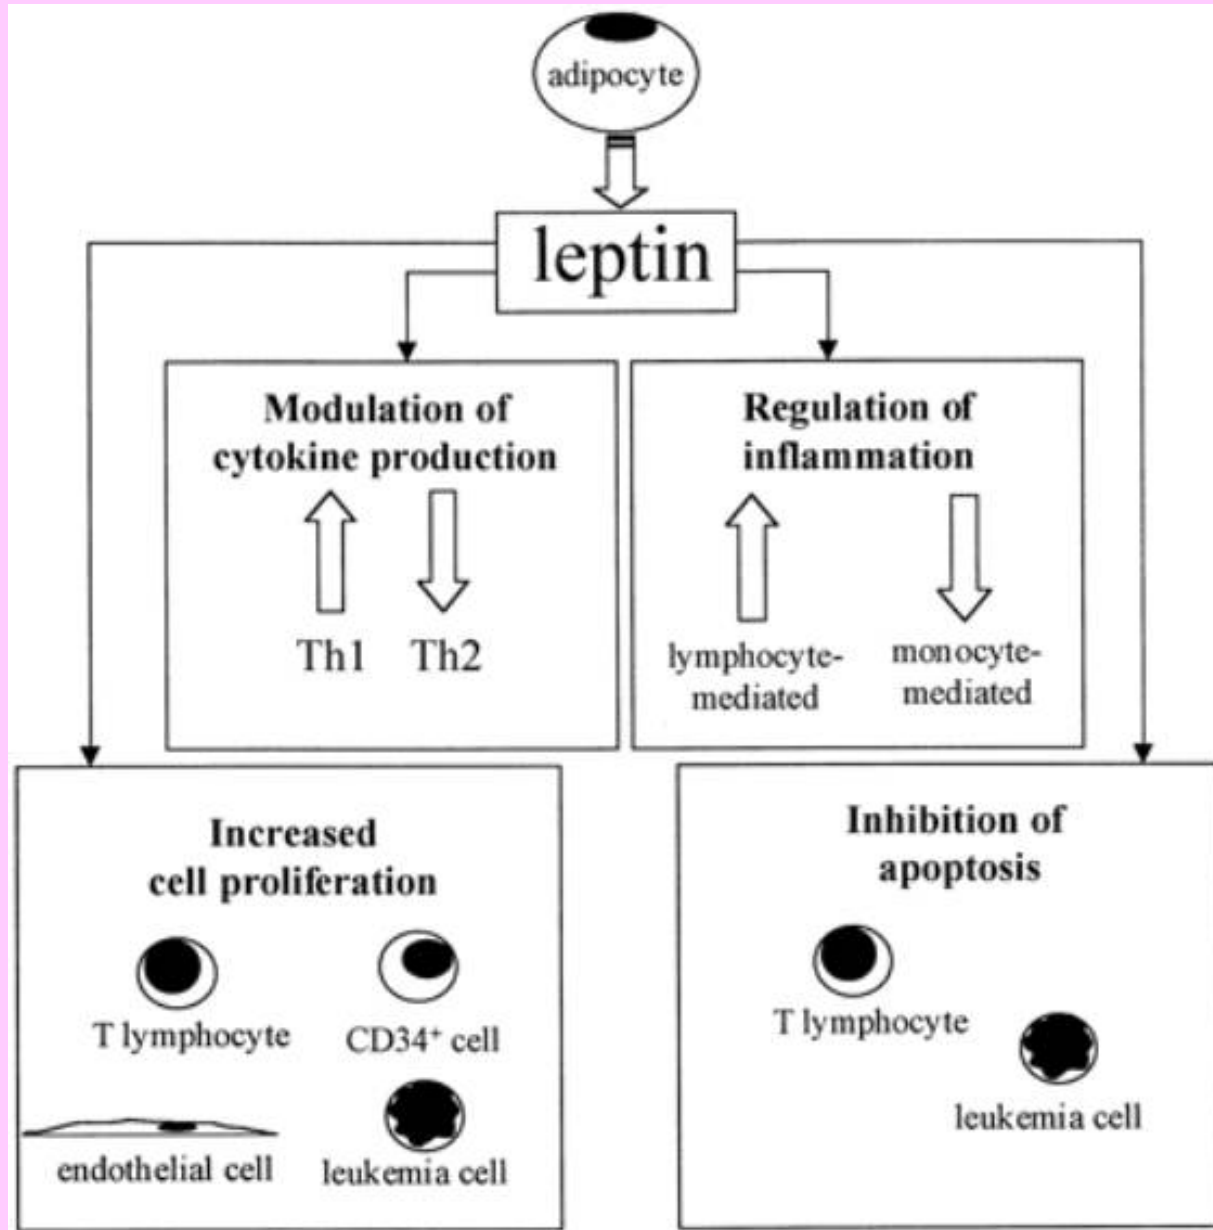 adipocyte
leptin
Modulation of
cytokine production
Th1 Th2
Regulation of
inflammation
lymphocyte-
mediated
monocyte-
mediated
Increased
cell proliferation
T lymphocyte
CD34⁺ cell
endothelial cell
leukemia cell
Inhibition of
apoptosis
T lymphocyte
leukemia cell